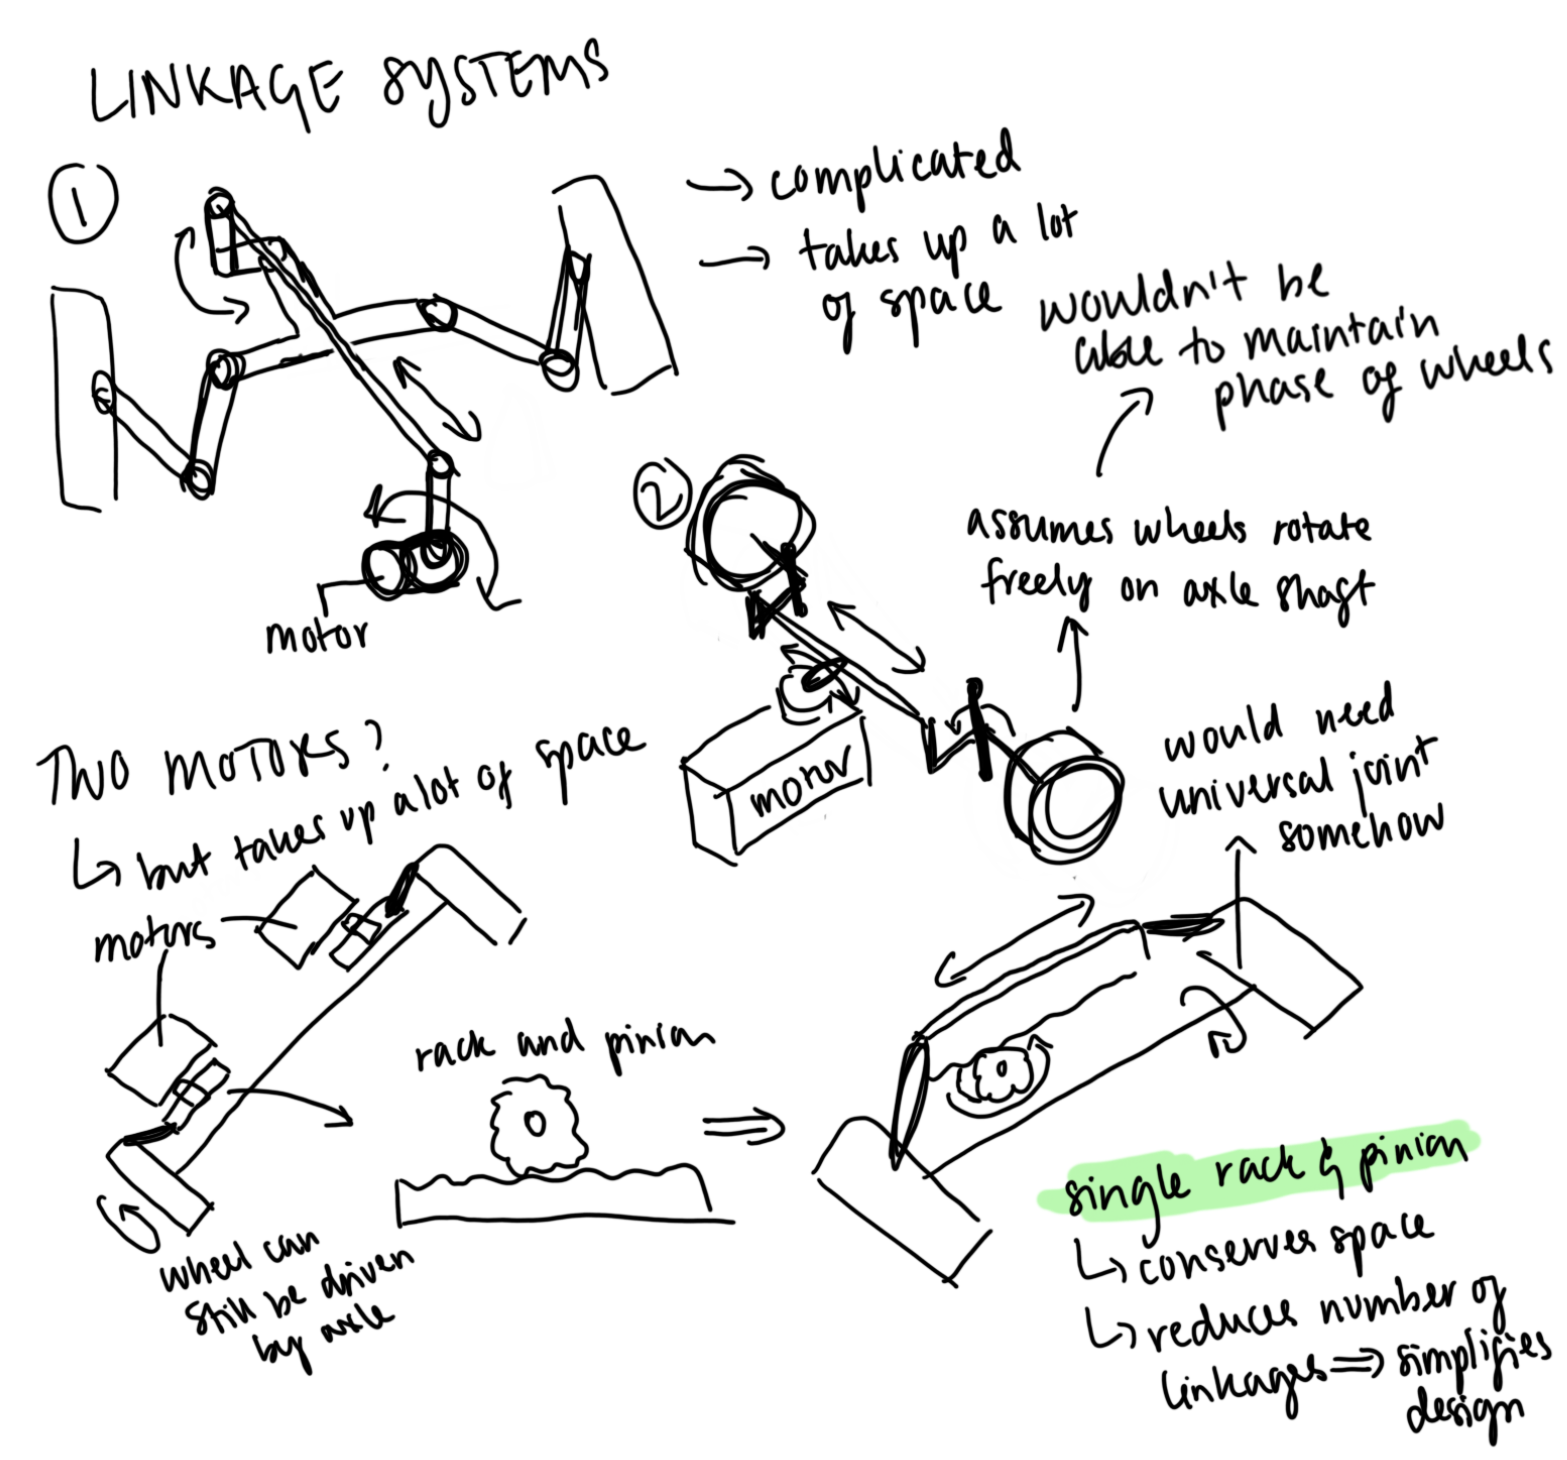 LINKAGE SYSTEMS
1
→ complicated
→ takes up a lot
of space
wouldn't be
able to maintain
phase of wheels
motor
2
assumes wheels rotate
freely on axle shaft
motor
would need
universal joint
somehow
TWO MOTORS?
↳ but takes up a lot of space
motors
wheel can
still be driven
by axle
rack and pinian
single rack & pinian
↳ conserves space
↳ reduces number of
linkages ⇒ simplifies
design